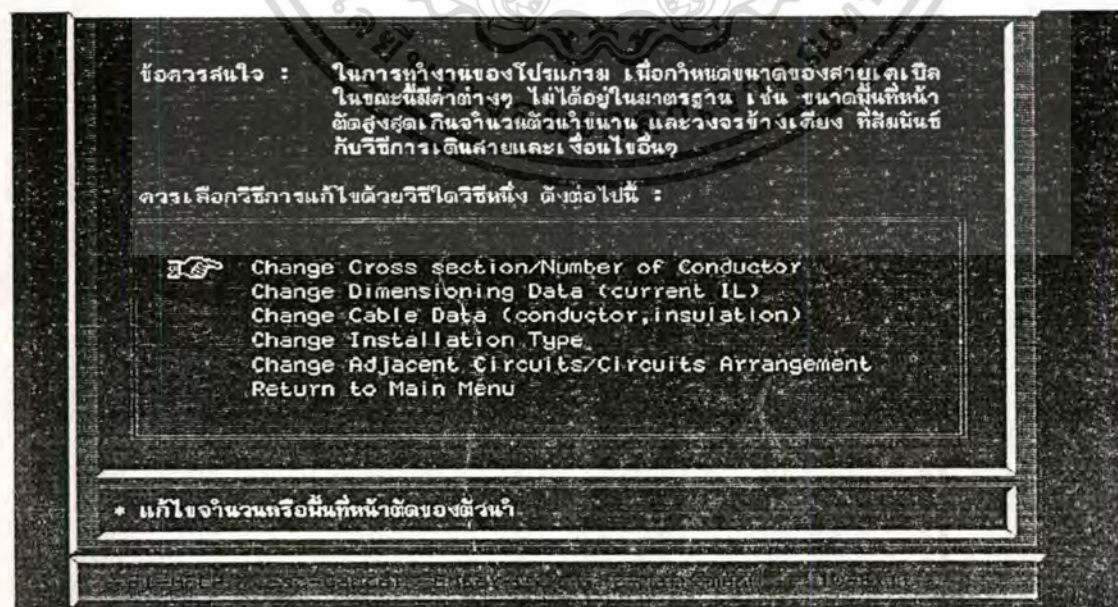 ข้อควรสนใจ : ในการทำงานของโปรแกรม เมื่อกำหนดขนาดของสายเคเบิล
ในขณะนี้มีค่าต่างๆ ไม่ได้อยู่ในมาตรฐาน เช่น ขนาดพื้นที่หน้า
ตัดสูงสุดเกินจำนวนตัวนำขนาน และวงจรข้างเคียง ที่สัมพันธ์
กับวิธีการเดินสายและเงื่อนไขอื่นๆ
ควรเลือกวิธีการแก้ไขด้วยวิธีใดวิธีหนึ่ง ดังต่อไปนี้ :
Change Cross section/Number of Conductor
Change Dimensioning Data (current IL)
Change Cable Data (conductor,insulation)
Change Installation Type
Change Adjacent Circuits/Circuits Arrangement
Return to Main Menu
* แก้ไขจำนวนหรือพื้นที่หน้าตัดของตัวนำ